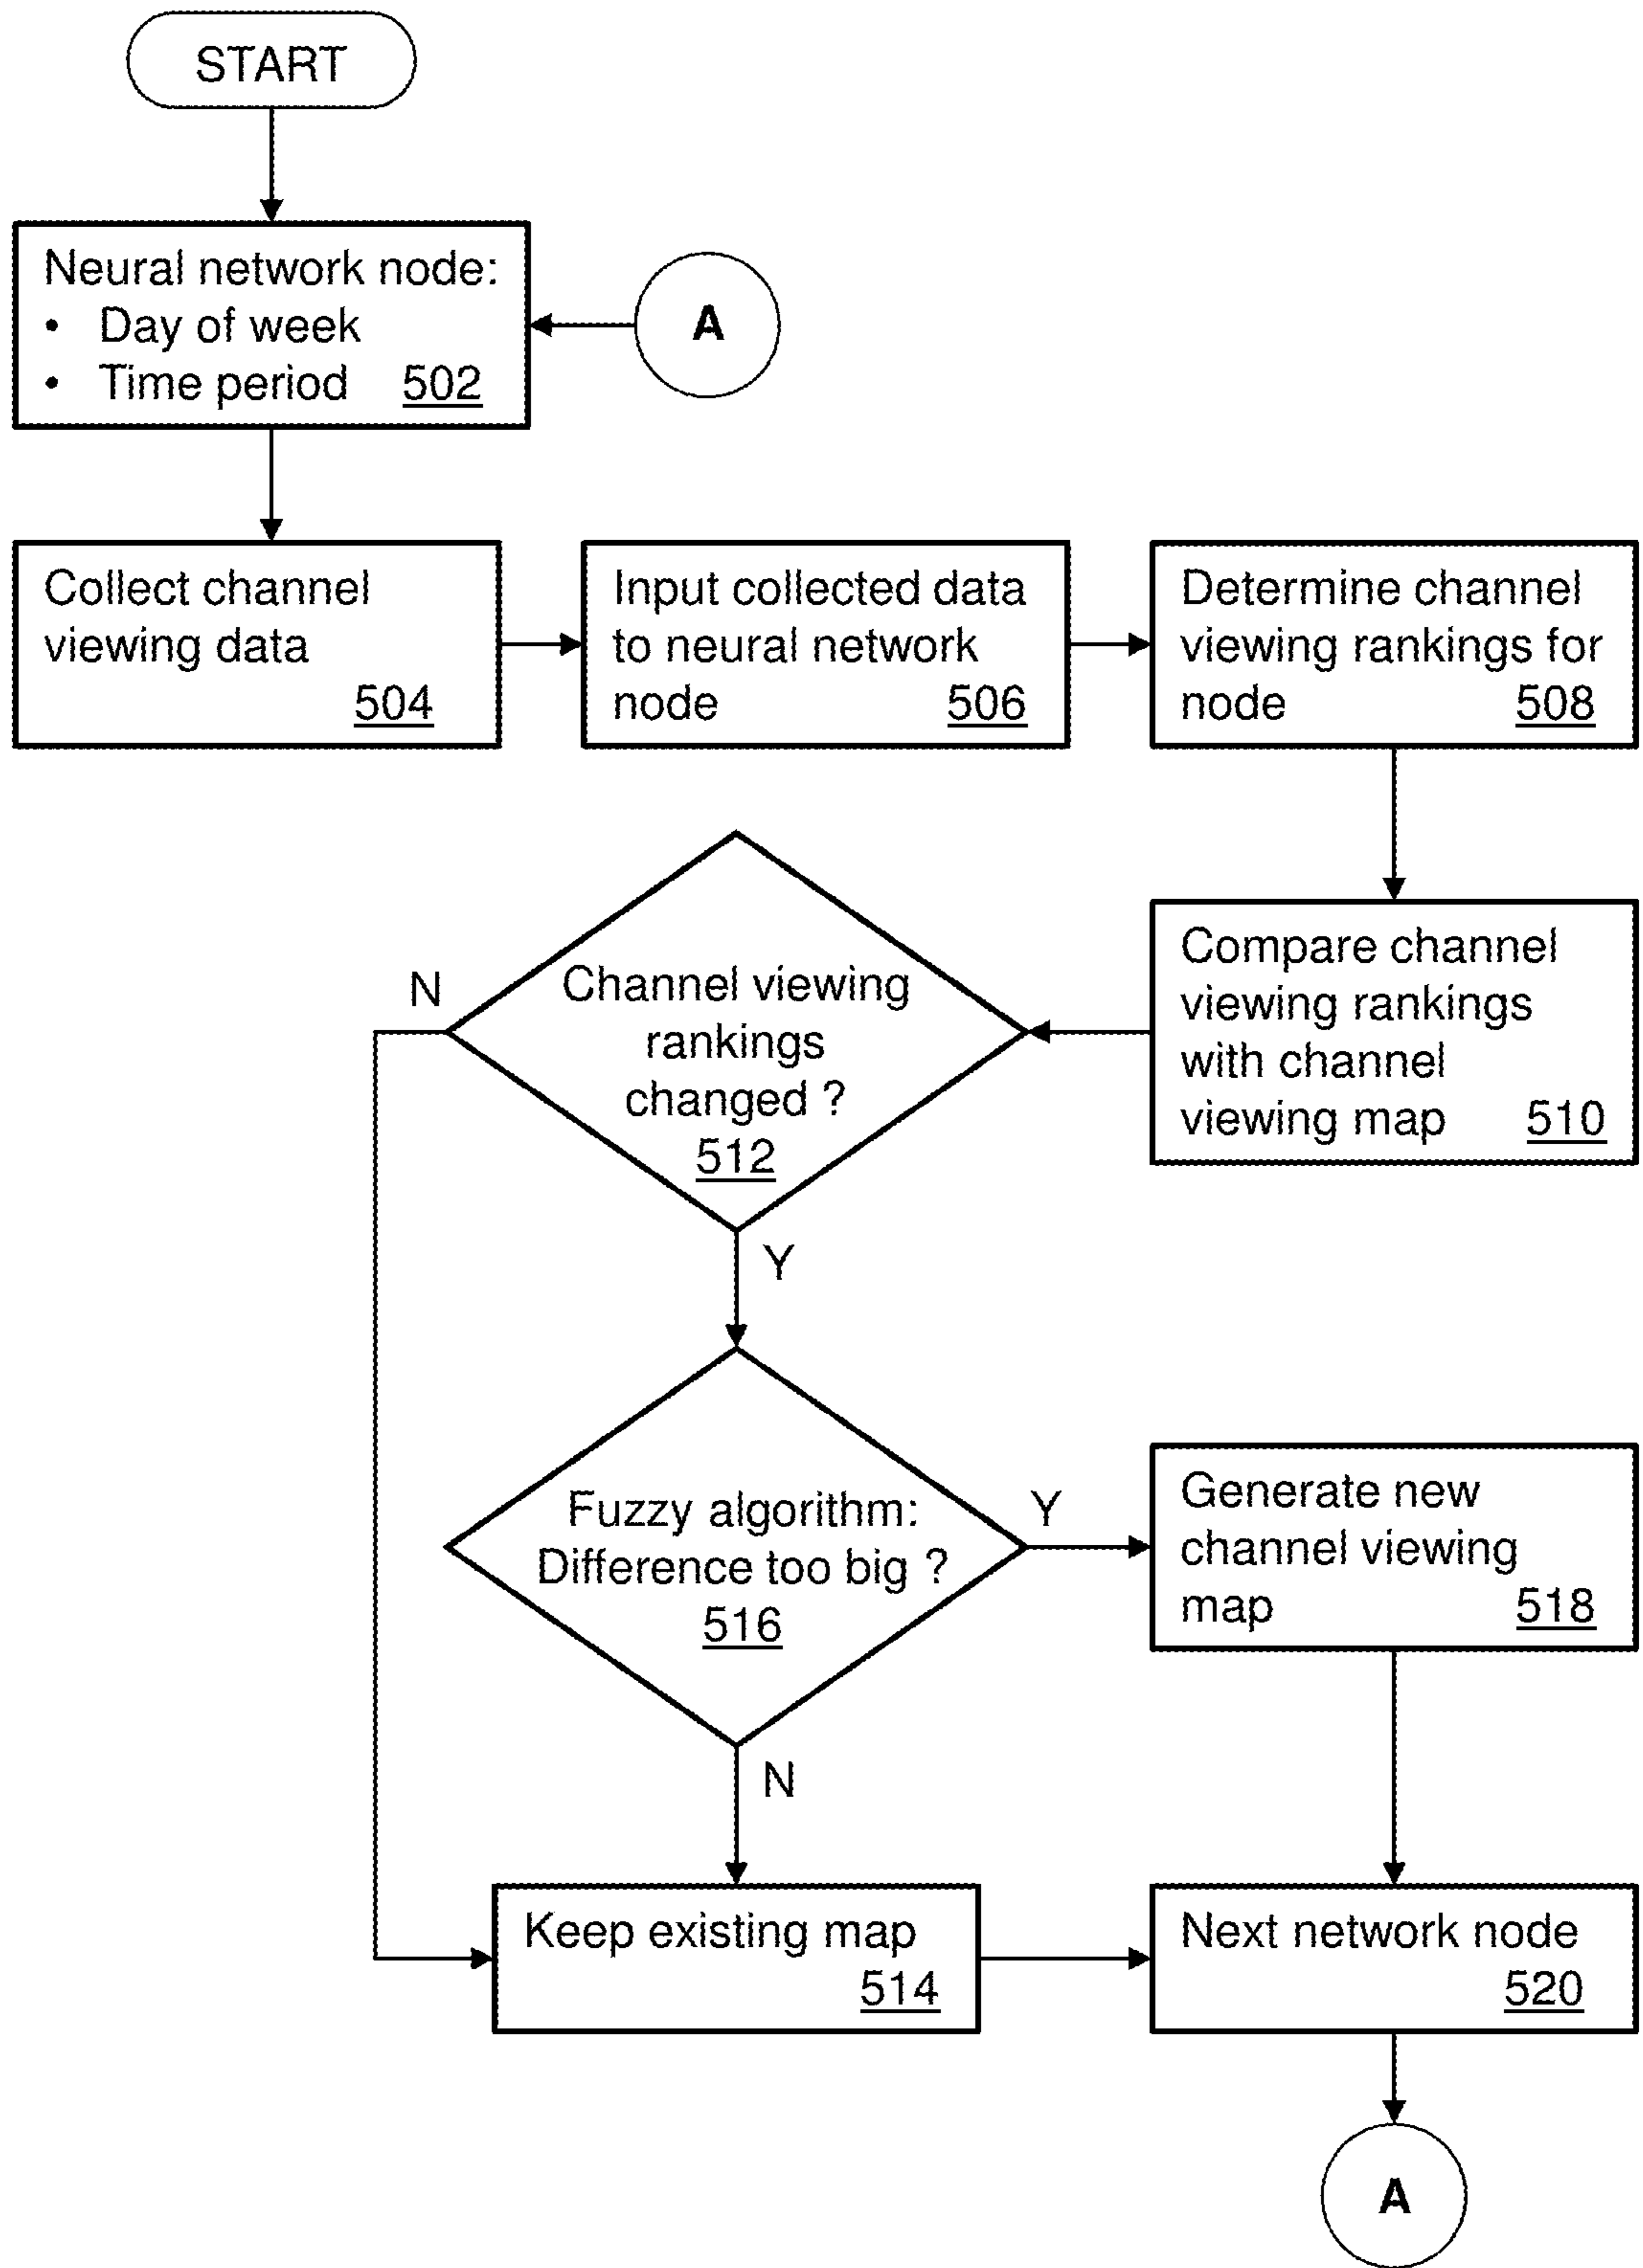 START
Neural network node:
• Day of week
• Time period 502
A
Collect channel
viewing data
504
Input collected data
to neural network
node 506
Determine channel
viewing rankings for
node 508
Compare channel
viewing rankings
with channel
viewing map 510
N
Channel viewing
rankings
changed ?
512
Y
Fuzzy algorithm:
Difference too big ?
516
Y
Generate new
channel viewing
map 518
N
Keep existing map
514
Next network node
520
A